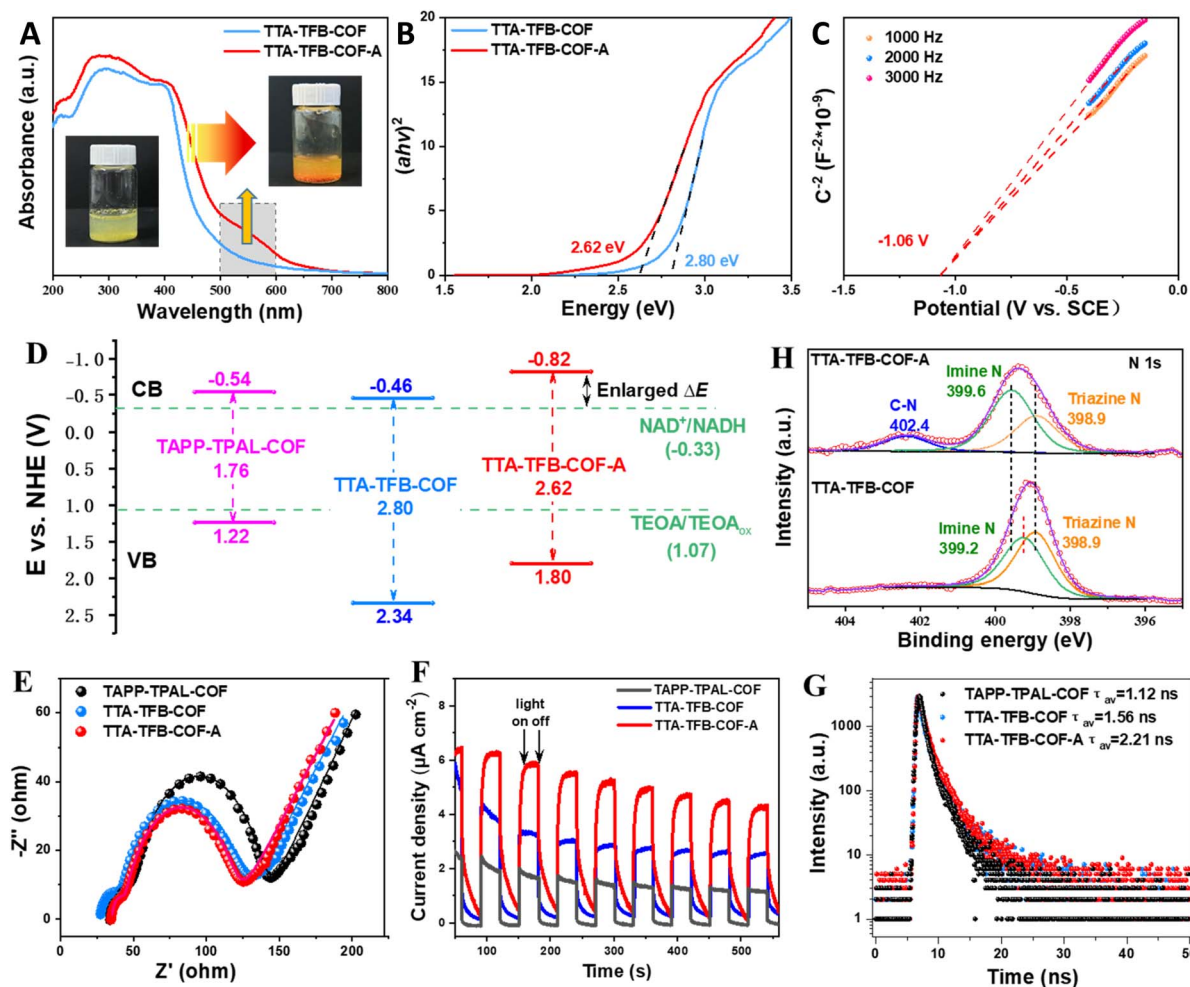 A
Absorbance (a.u.)
TTA-TFB-COF
TTA-TFB-COF-A
200 300 400 500 600 700 800
Wavelength (nm)
B
(ahv)²
20
15
10
5
0
TTA-TFB-COF
TTA-TFB-COF-A
2.62 eV
2.80 eV
1.5 2.0 2.5 3.0 3.5
Energy (eV)
C
C⁻² (F⁻²*10⁻⁹)
1000 Hz
2000 Hz
3000 Hz
-1.06 V
-1.5 -1.0 -0.5 0.0
Potential (V vs. SCE）
D
E vs. NHE (V)
-1.0
-0.5
0.0
0.5
1.0
1.5
2.0
2.5
CB
VB
-0.54
TAPP-TPAL-COF
1.76
1.22
-0.46
TTA-TFB-COF
2.80
2.34
-0.82
Enlarged ΔE
TTA-TFB-COF-A
2.62
1.80
NAD⁺/NADH
(-0.33)
TEOA/TEOAox
(1.07)
H
Intensity (a.u.)
TTA-TFB-COF-A
N 1s
C-N
402.4
Imine N
399.6
Triazine N
398.9
TTA-TFB-COF
Imine N
399.2
Triazine N
398.9
404 402 400 398 396
Binding energy (eV)
E
-Z'' (ohm)
60
40
20
0
TAPP-TPAL-COF
TTA-TFB-COF
TTA-TFB-COF-A
0 50 100 150 200
Z' (ohm)
F
Current density (μA cm⁻²)
8
6
4
2
0
TAPP-TPAL-COF
TTA-TFB-COF
TTA-TFB-COF-A
light
on off
100 200 300 400 500
Time (s)
G
Intensity (a.u.)
1000
100
10
1
TAPP-TPAL-COF τav=1.12 ns
TTA-TFB-COF τav=1.56 ns
TTA-TFB-COF-A τav=2.21 ns
0 10 20 30 40 50
Time (ns)